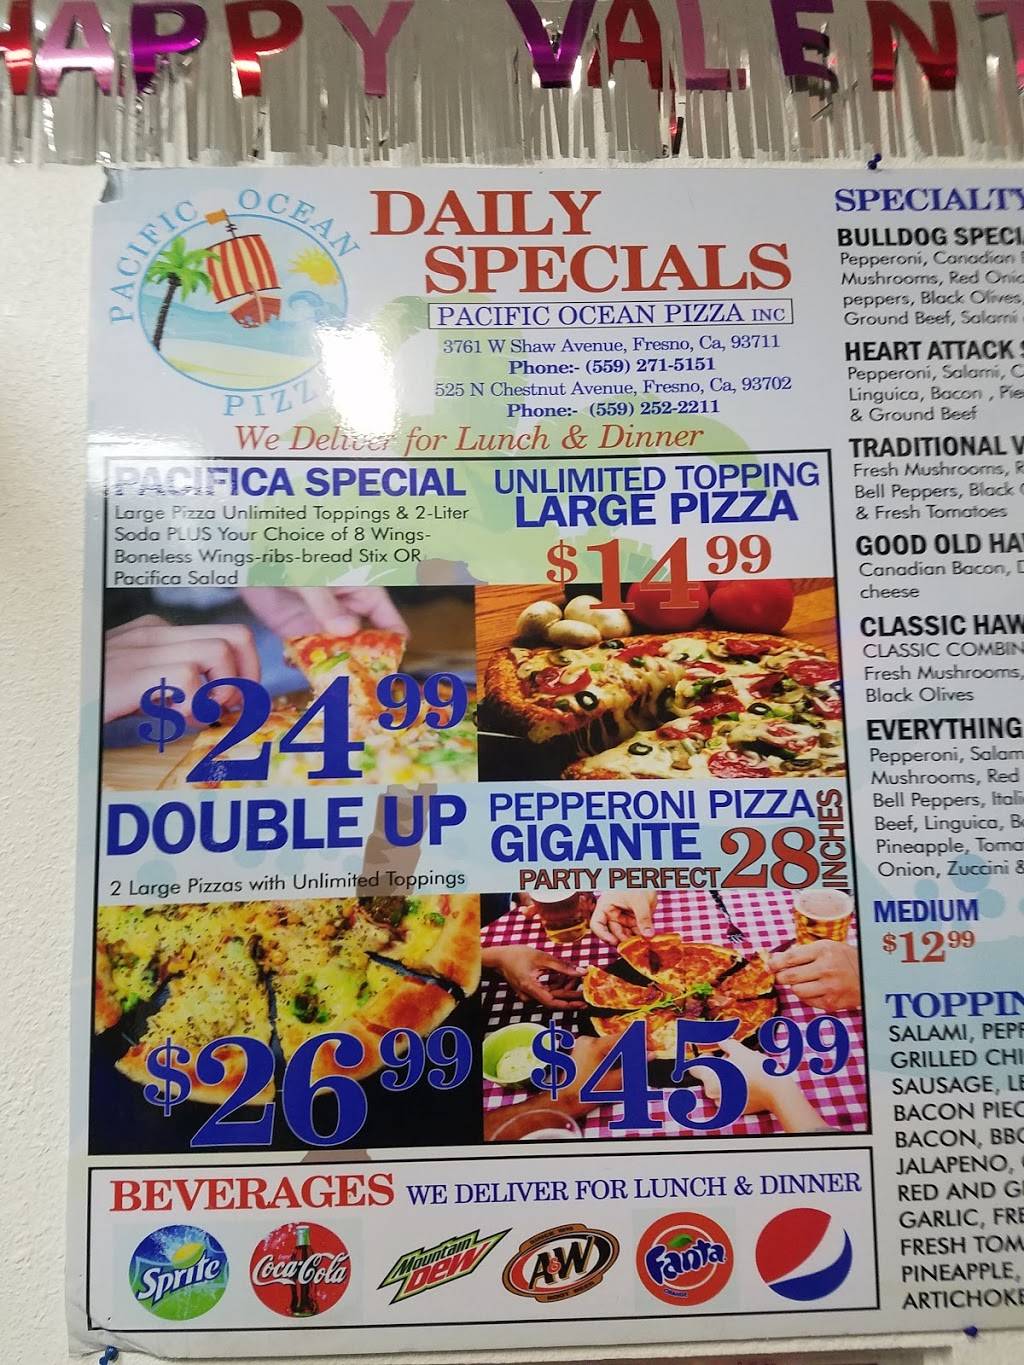 HAPPY VALENT
PACIFIC OCEAN
DAILY
SPECIALS
PACIFIC OCEAN PIZZA INC
3761 W Shaw Avenue, Fresno, Ca, 93711
Phone:- (559) 271-5151
525 N Chestnut Avenue, Fresno, Ca, 93702
Phone:- (559) 252-2211
We Deliver for Lunch & Dinner
PACIFICA SPECIAL
Large Pizza Unlimited Toppings & 2-Liter
Soda PLUS Your Choice of 8 Wings-
Boneless Wings-ribs-bread Stix OR
Pacifica Salad
$24.99
UNLIMITED TOPPING
LARGE PIZZA
$14.99
DOUBLE UP
2 Large Pizzas with Unlimited Toppings
$26.99
PEPPERONI PIZZA
GIGANTE 28 INCHES
PARTY PERFECT
$45.99
BEVERAGES WE DELIVER FOR LUNCH & DINNER
Sprite
Coca-Cola
Mountain
Dew
A&W
Fanta
ORANGE
SPECIALTY
BULLDOG SPECI
Pepperoni, Canadian
Mushrooms, Red Onio
peppers, Black Olives,
Ground Beef, Salami
HEART ATTACK
Pepperoni, Salami, C
Linguica, Bacon , Pie
& Ground Beef
TRADITIONAL V
Fresh Mushrooms, R
Bell Peppers, Black
& Fresh Tomatoes
GOOD OLD HA
Canadian Bacon,
cheese
CLASSIC HAW
CLASSIC COMBIN
Fresh Mushrooms,
Black Olives
EVERYTHING
Pepperoni, Salam
Mushrooms, Red
Bell Peppers, Itali
Beef, Linguica, B
Pineapple, Toma
Onion, Zuccini &
MEDIUM
$12.99
TOPPIN
SALAMI, PEPP
GRILLED CHI
SAUSAGE, LE
BACON PIEC
BACON, BBQ
JALAPENO,
RED AND G
GARLIC, FRE
FRESH TOM
PINEAPPLE,
ARTICHOKE